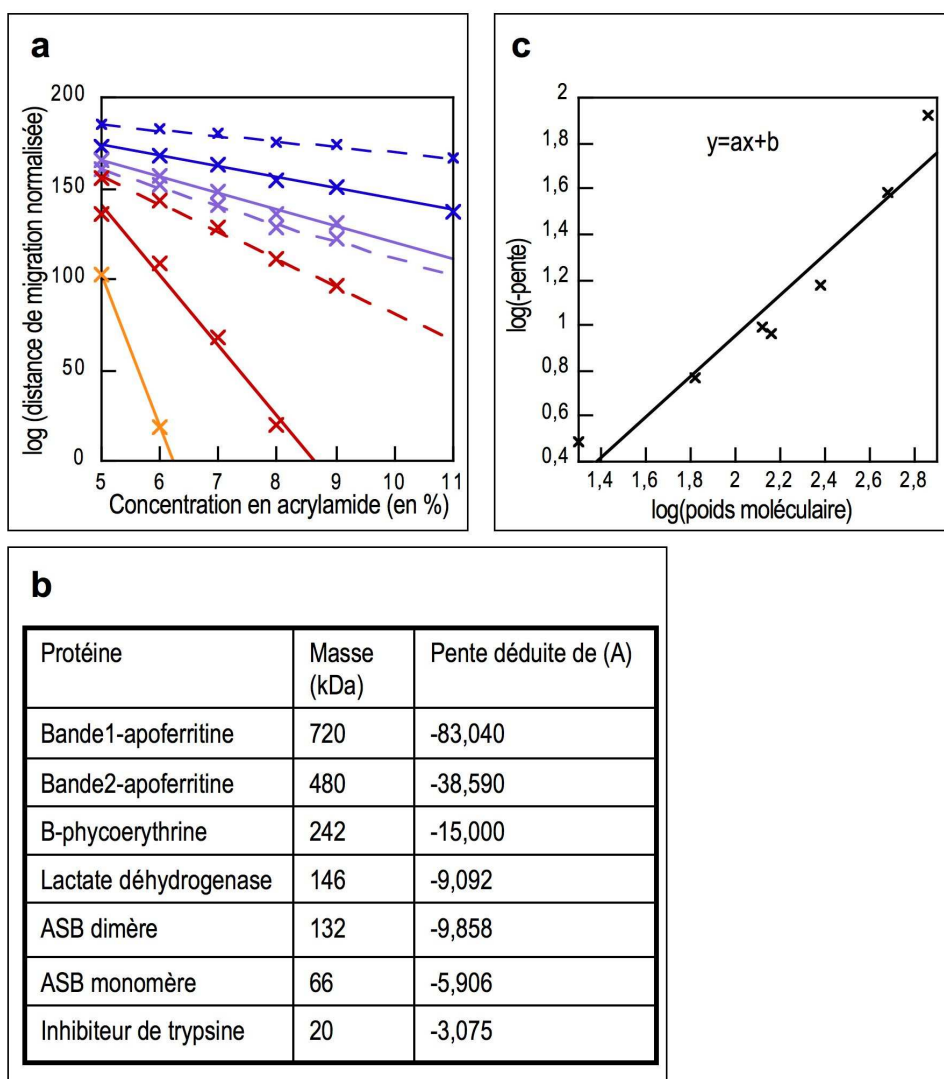 a
200
150
100
50
0
log (distance de migration normalisée)
5 6 7 8 9 10 11
Concentration en acrylamide (en %)
c
2
1,8
1,6
1,4
1,2
1
0,8
0,6
0,4
y=ax+b
log(-pente)
1,4 1,6 1,8 2 2,2 2,4 2,6 2,8
log(poids moléculaire)
b
Protéine Masse (kDa) Pente déduite de (A)
Bande1-apoferritine 720 -83,040
Bande2-apoferritine 480 -38,590
B-phycoerythrine 242 -15,000
Lactate déhydrogenase 146 -9,092
ASB dimère 132 -9,858
ASB monomère 66 -5,906
Inhibiteur de trypsine 20 -3,075